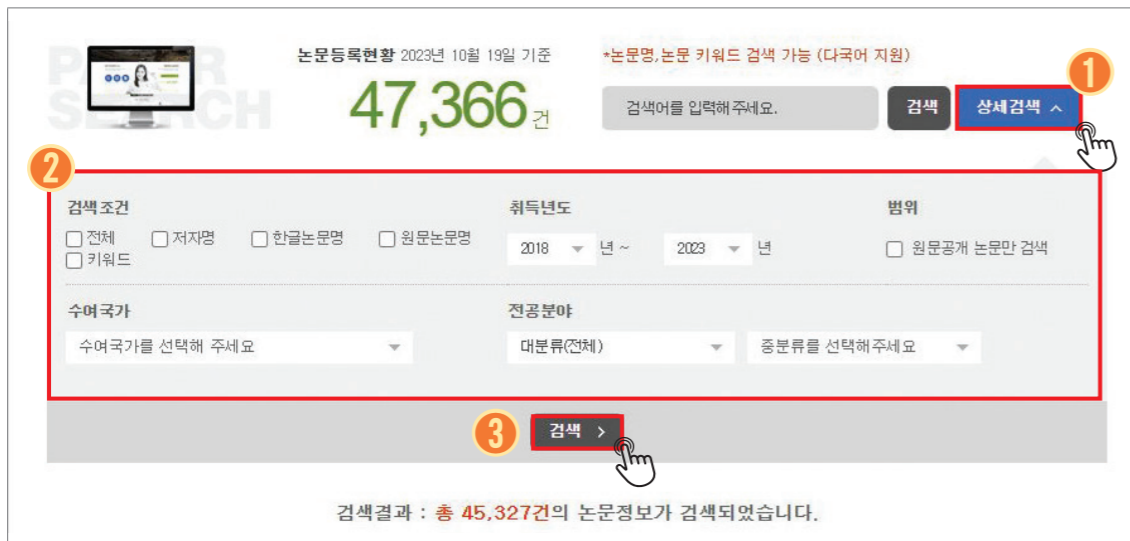 PAPER
SEARCH
논문등록현황 2023년 10월 19일 기준
47,366 건
*논문명,논문 키워드 검색 가능 (다국어 지원)
검색어를 입력해주세요.
검색
상세검색
1
2
검색조건
전체 저자명 한글논문명 원문논문명
키워드
취득년도
2018 년 ~ 2023 년
범위
원문공개 논문만 검색
수여국가
수여국가를 선택해 주세요
전공분야
대분류(전체) 중분류를 선택해주세요
3
검색 >
검색결과 : 총 45,327건의 논문정보가 검색되었습니다.